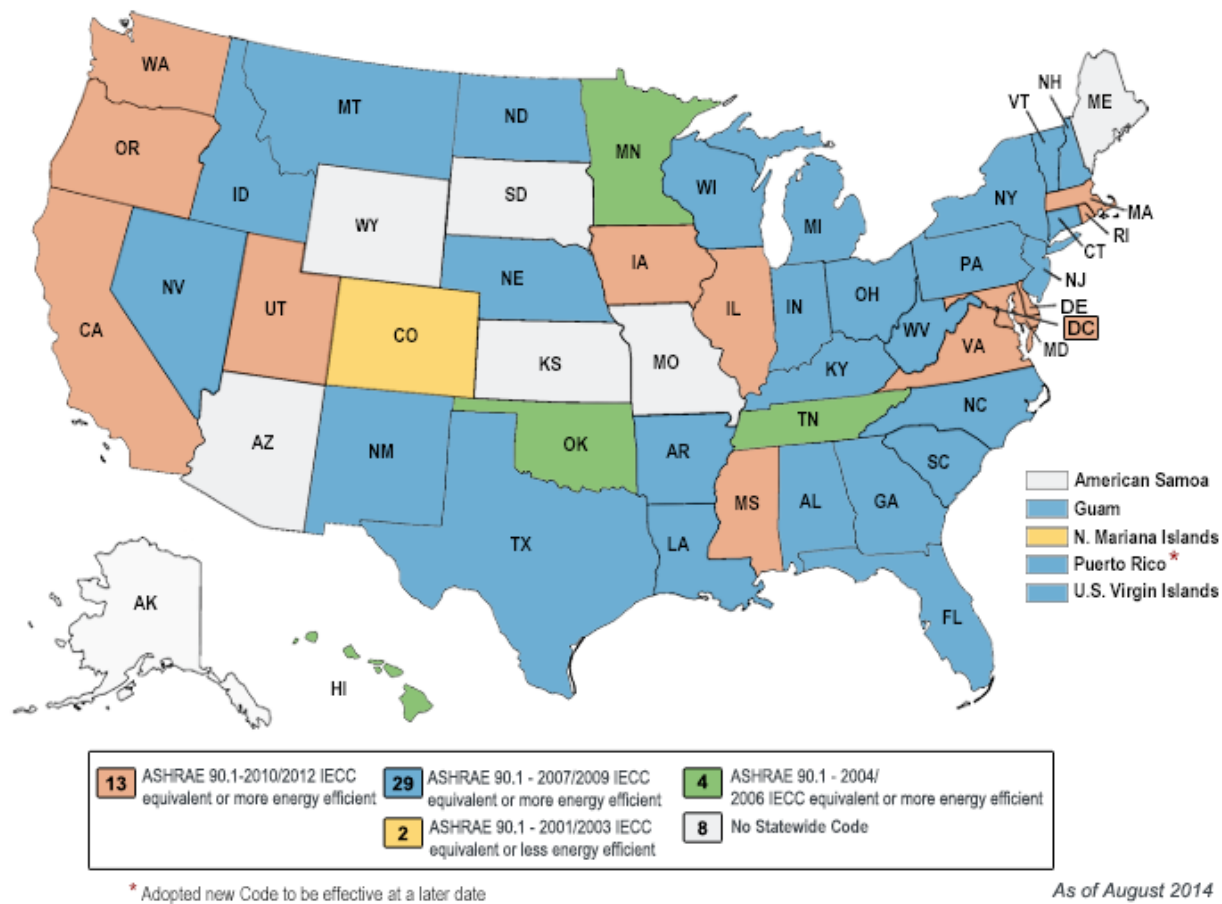 WA
MT
ND
MN
OR
ID
WY
SD
WI
MI
NY
VT
NH
ME
MA
RI
CT
NV
UT
CA
CO
NE
IA
IL
IN
OH
PA
NJ
DE
DC
MD
WV
VA
KS
MO
KY
AZ
NM
OK
AR
TN
NC
SC
MS
AL
GA
TX
LA
FL
AK
HI
American Samoa
Guam
N. Mariana Islands
Puerto Rico *
U.S. Virgin Islands
13 ASHRAE 90.1-2010/2012 IECC
equivalent or more energy efficient
29 ASHRAE 90.1 - 2007/2009 IECC
equivalent or more energy efficient
4 ASHRAE 90.1 - 2004/
2006 IECC equivalent or more energy efficient
2 ASHRAE 90.1 - 2001/2003 IECC
equivalent or less energy efficient
8 No Statewide Code
* Adopted new Code to be effective at a later date
As of August 2014